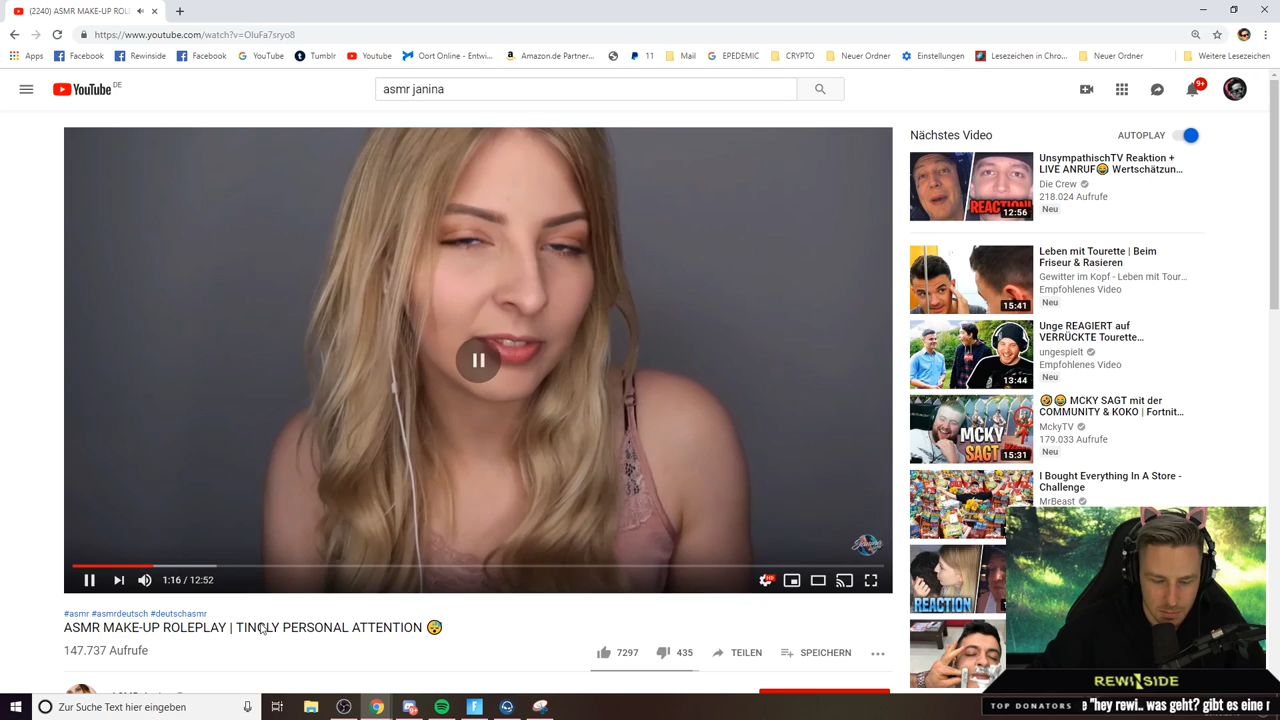 (2240) ASMR MAKE-UP ROL
https://www.youtube.com/watch?v=OluFa7sryo8
Apps Facebook Rewinside Facebook YouTube Tumblr Youtube Oort Online - Entwi... Amazon.de Partner... 11 Mail EPEDEMIC CRYPTO Neuer Ordner Einstellungen Lesezeichen in Chro... Neuer Ordner Weitere Lesezeichen
YouTube DE
asmr janina
9+
Nächstes Video
AUTOPLAY
UnsympathischTV Reaktion +
LIVE ANRUF😂 Wertschätzun...
Die Crew
218.024 Aufrufe
Neu
REACTION!
12:56
Leben mit Tourette | Beim
Friseur & Rasieren
Gewitter im Kopf - Leben mit Tour...
Empfohlenes Video
Neu
15:41
Unge REAGIERT auf
VERRÜCKTE Tourette...
ungespielt
Empfohlenes Video
Neu
13:44
🤣😂 MCKY SAGT mit der
COMMUNITY & KOKO | Fortnit...
MckyTV
179.033 Aufrufe
Neu
MCKY
SAGT
15:31
I Bought Everything In A Store -
Challenge
MrBeast
REACTION
1:16 / 12:52
HD
#asmr #asmrdeutsch #deutschasmr
ASMR MAKE-UP ROLEPLAY | TINGLY PERSONAL ATTENTION 😴
147.737 Aufrufe
7297
435
TEILEN
SPEICHERN
REWINSIDE
TOP DONATORS
e "hey rewi.. was geht? gibt es eine
Zur Suche Text hier eingeben